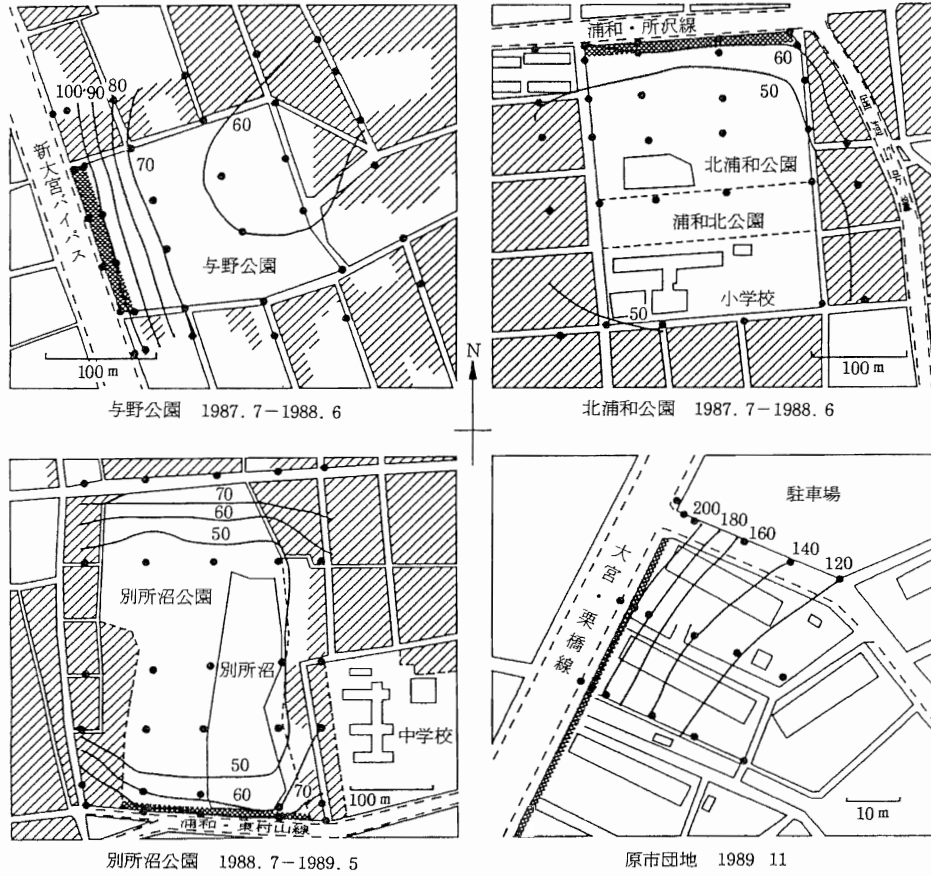 浦和・所沢線
100
90
80
70
60
新大宮バイパス
与野公園
100 m
与野公園 1987.7-1988.6
60
50
北浦和公園
浦和北公園
小学校
50
100 m
北浦和公園 1987.7-1988.6
N
70
60
50
別所沼公園
別所沼
中学校
50
60
70
100 m
浦和・東村山線
別所沼公園 1988.7-1989.5
駐車場
200
180
160
140
120
大宮・栗橋線
10 m
原市団地 1989 11